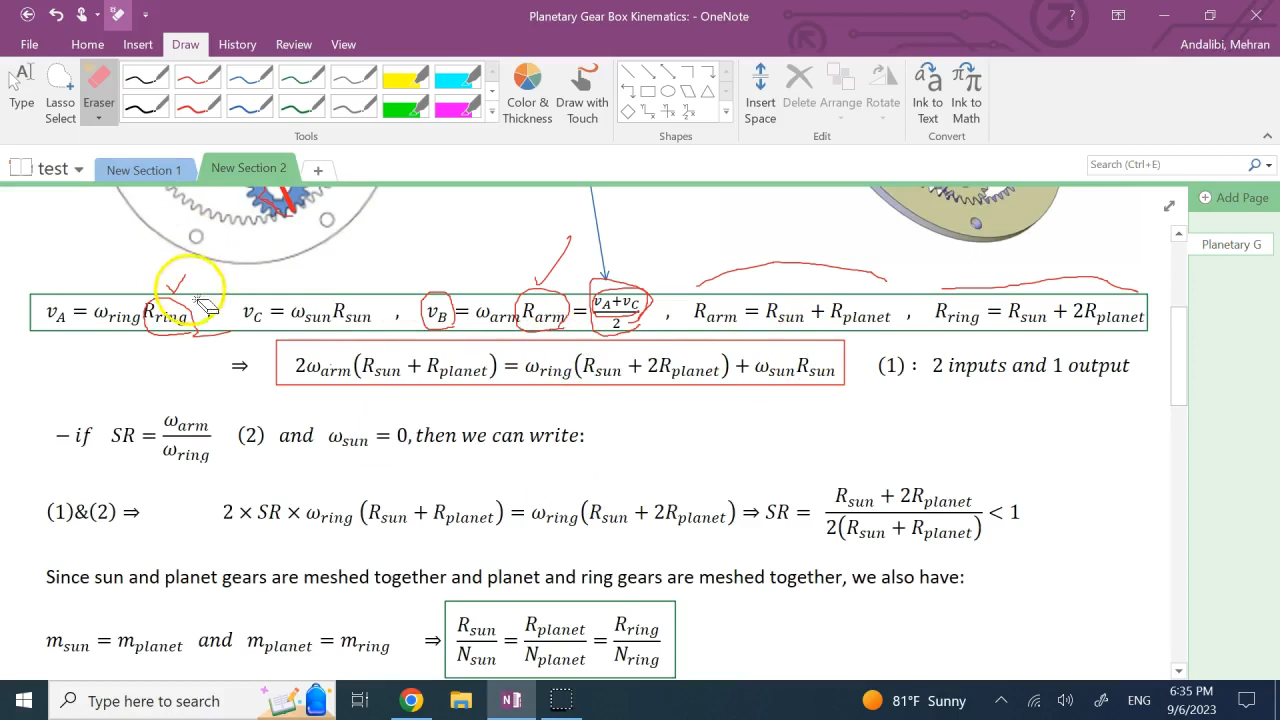 Planetary Gear Box Kinematics: - OneNote
?
Andalibi, Mehran
File Home Insert Draw History Review View
Type Lasso Select Eraser Color & Thickness Draw with Touch Insert Space Delete Arrange Rotate Ink to Text Ink to Math
Tools Shapes Edit Convert
test New Section 1 New Section 2 + Search (Ctrl+E)
Add Page
Planetary G
v_A = ω_ring R_ring , v_C = ω_sun R_sun , v_B = ω_arm R_arm = (v_A+v_C)/2 , R_arm = R_sun + R_planet , R_ring = R_sun + 2R_planet
⇒ 2ω_arm(R_sun + R_planet) = ω_ring(R_sun + 2R_planet) + ω_sun R_sun (1) : 2 inputs and 1 output
− if SR = ω_arm/ω_ring (2) and ω_sun = 0, then we can write:
(1)&(2) ⇒ 2 × SR × ω_ring (R_sun + R_planet) = ω_ring(R_sun + 2R_planet) ⇒ SR = (R_sun + 2R_planet)/(2(R_sun + R_planet)) < 1
Since sun and planet gears are meshed together and planet and ring gears are meshed together, we also have:
m_sun = m_planet and m_planet = m_ring ⇒ R_sun/N_sun = R_planet/N_planet = R_ring/N_ring
Type here to search
81°F Sunny
ENG
6:35 PM
9/6/2023